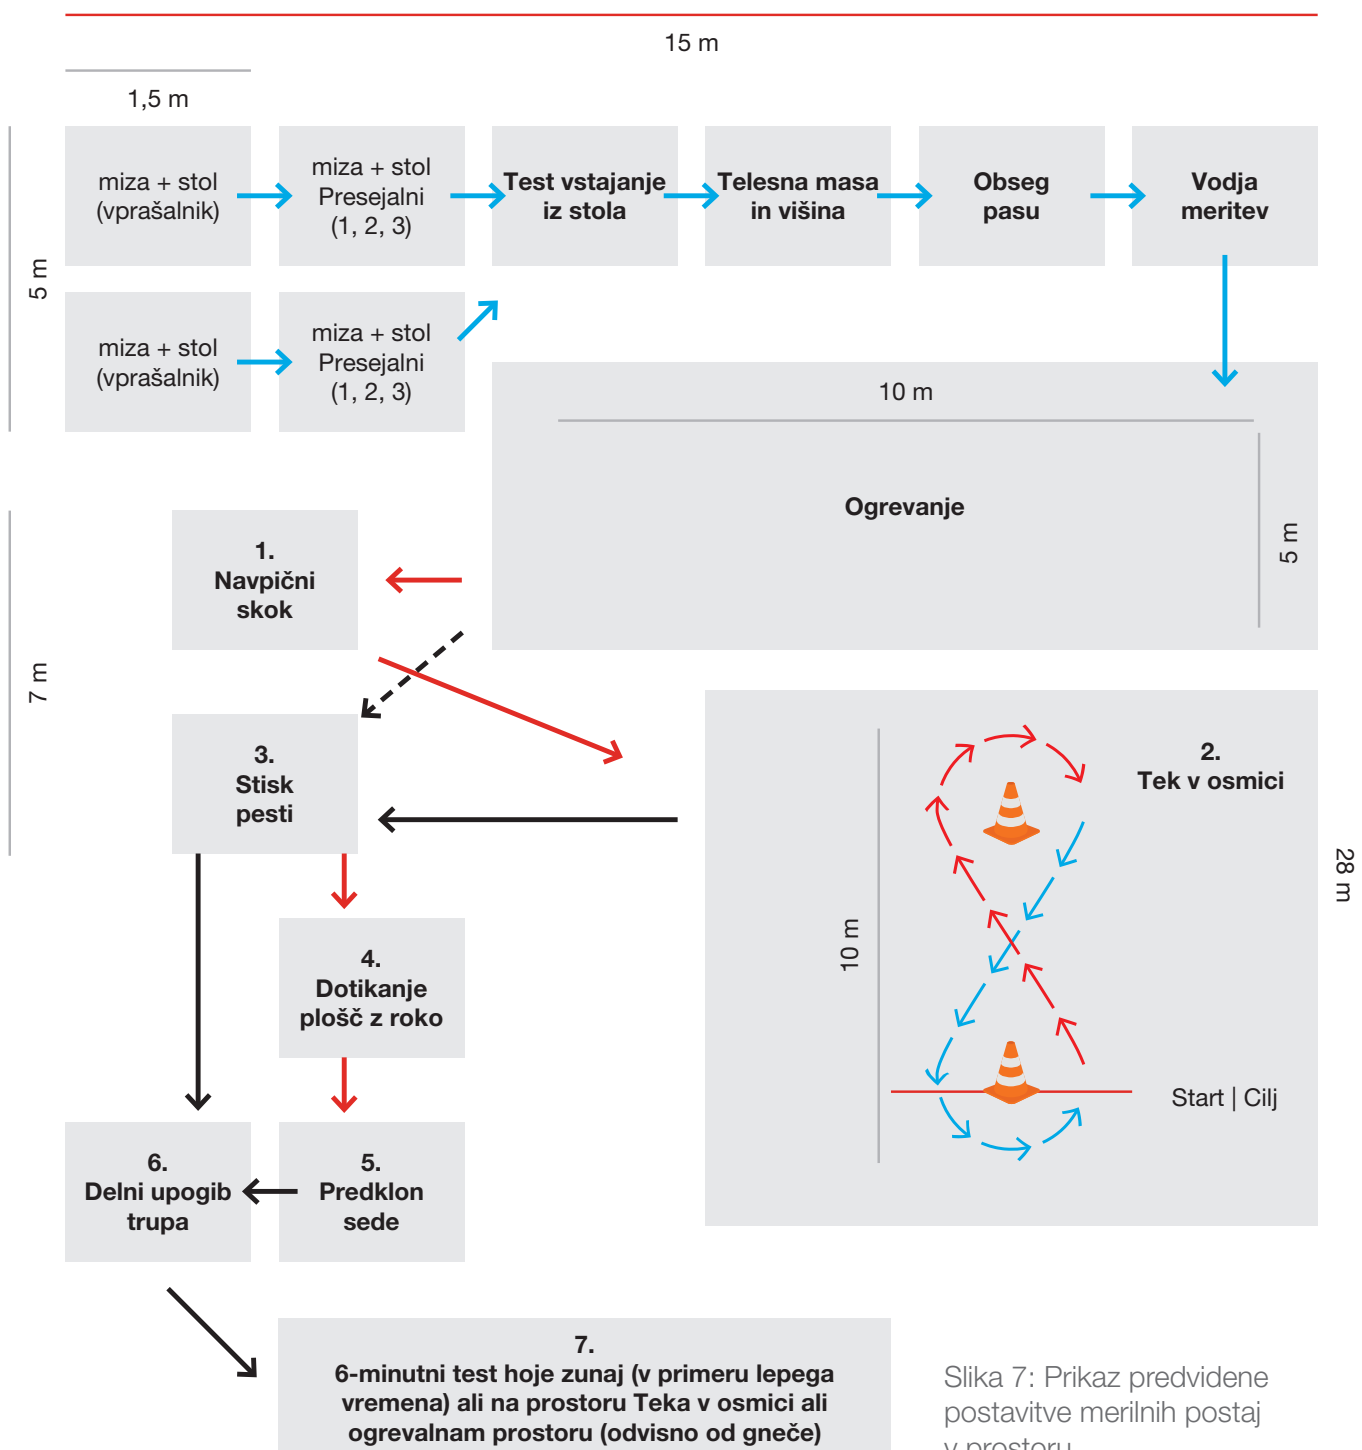 15 m
1,5 m
5 m
miza + stol
(vprašalnik)
miza + stol
Presejalni
(1, 2, 3)
Test vstajanje
iz stola
Telesna masa
in višina
Obseg
pasu
Vodja
meritev
miza + stol
(vprašalnik)
miza + stol
Presejalni
(1, 2, 3)
10 m
Ogrevanje
5 m
7 m
1.
Navpični
skok
2.
Tek v osmici
10 m
Start | Cilj
28 m
3.
Stisk
pesti
4.
Dotikanje
plošč z roko
5.
Predklon
sede
6.
Delni upogib
trupa
7.
6-minutni test hoje zunaj (v primeru lepega
vremena) ali na prostoru Teka v osmici ali
ogrevalnam prostoru (odvisno od gneče)
Slika 7: Prikaz predvidene
postavitve merilnih postaj
v prostoru